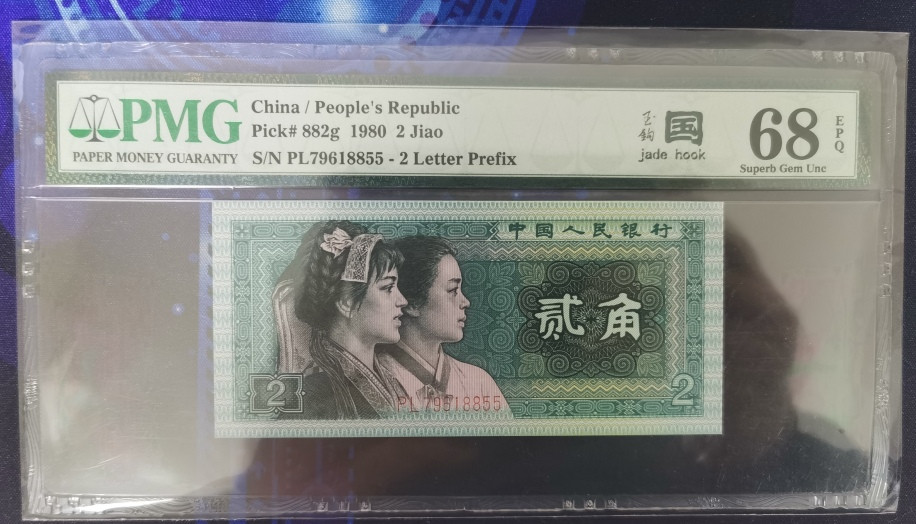 PMG
PAPER MONEY GUARANTY
China / People's Republic
Pick# 882g 1980 2 Jiao
S/N PL79618855 - 2 Letter Prefix
玉钩
国
jade hook
68
EPQ
Superb Gem Unc
中国人民银行
贰角
2
PL79618855
2